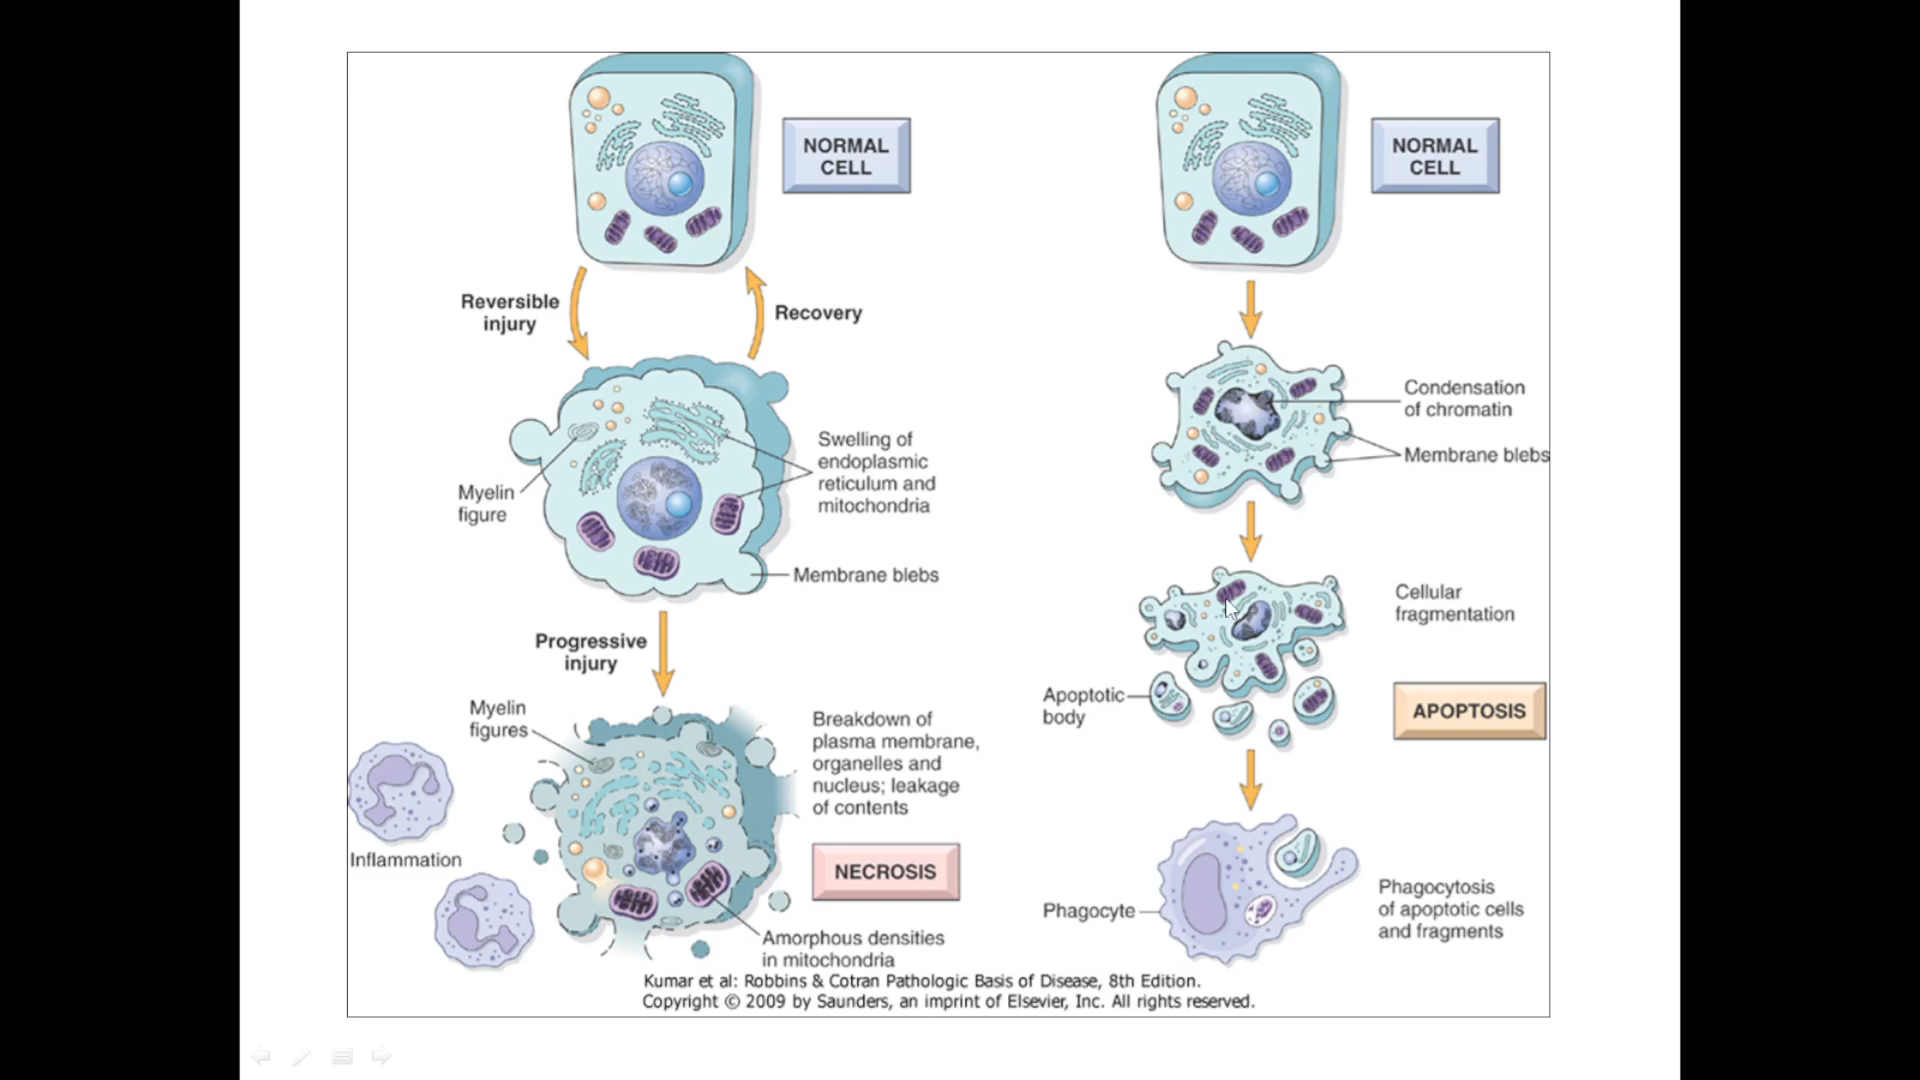 NORMAL
CELL
Reversible
injury
Recovery
Myelin
figure
Swelling of
endoplasmic
reticulum and
mitochondria
Membrane blebs
Progressive
injury
Myelin
figures
Breakdown of
plasma membrane,
organelles and
nucleus; leakage
of contents
Inflammation
NECROSIS
Amorphous densities
in mitochondria
NORMAL
CELL
Condensation
of chromatin
Membrane blebs
Cellular
fragmentation
Apoptotic
body
APOPTOSIS
Phagocyte
Phagocytosis
of apoptotic cells
and fragments
Kumar et al: Robbins & Cotran Pathologic Basis of Disease, 8th Edition.
Copyright © 2009 by Saunders, an imprint of Elsevier, Inc. All rights reserved.